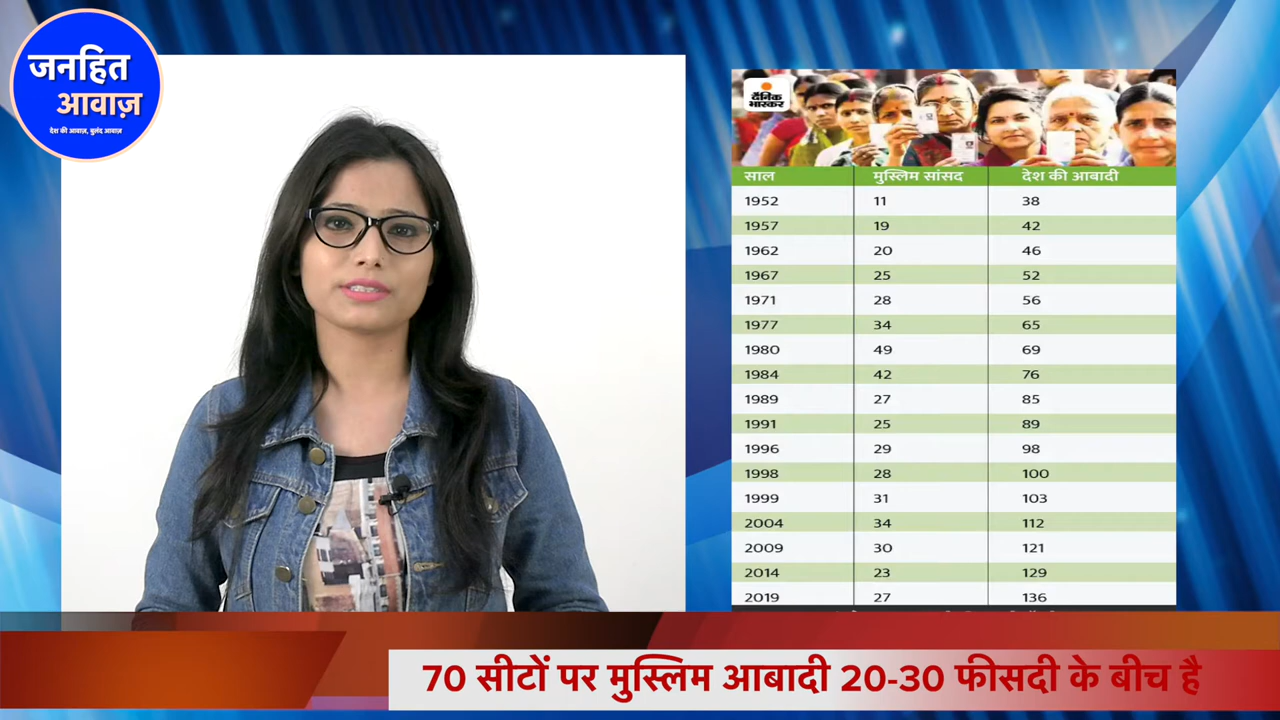 जनहित
आवाज़
देश की आवाज़, बुलंद आवाज़
दैनिक
भास्कर
साल मुस्लिम सांसद देश की आबादी
1952 11 38
1957 19 42
1962 20 46
1967 25 52
1971 28 56
1977 34 65
1980 49 69
1984 42 76
1989 27 85
1991 25 89
1996 29 98
1998 28 100
1999 31 103
2004 34 112
2009 30 121
2014 23 129
2019 27 136
70 सीटों पर मुस्लिम आबादी 20-30 फीसदी के बीच है